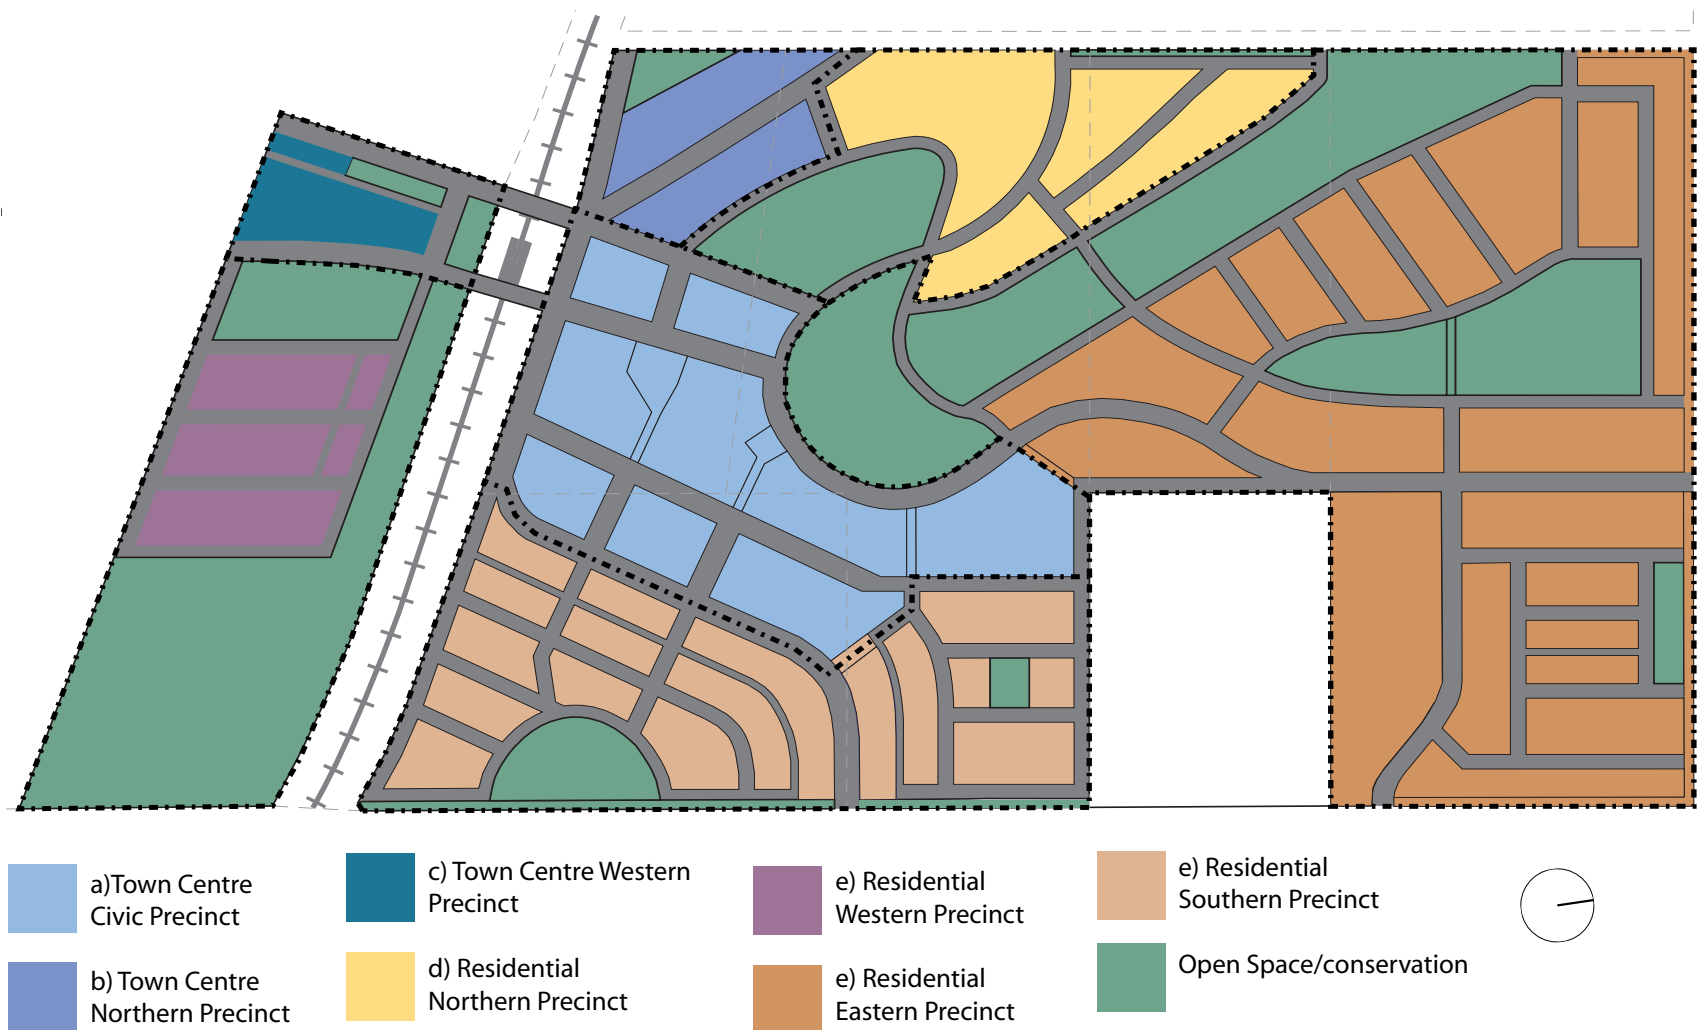 a)Town Centre
Civic Precinct
b) Town Centre
Northern Precinct
c) Town Centre Western
Precinct
d) Residential
Northern Precinct
e) Residential
Western Precinct
e) Residential
Eastern Precinct
e) Residential
Southern Precinct
Open Space/conservation